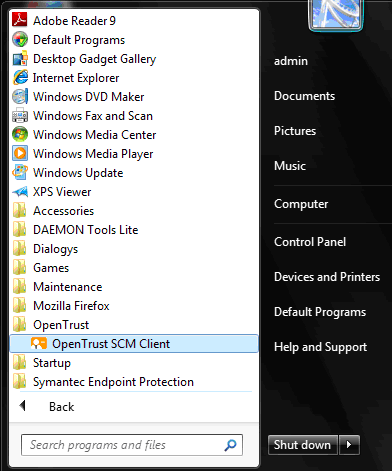 Adobe Reader 9
Default Programs
Desktop Gadget Gallery
Internet Explorer
Windows DVD Maker
Windows Fax and Scan
Windows Media Center
Windows Media Player
Windows Update
XPS Viewer
Accessories
DAEMON Tools Lite
Dialogys
Games
Maintenance
Mozilla Firefox
OpenTrust
OpenTrust SCM Client
Startup
Symantec Endpoint Protection
Back
Search programs and files
admin
Documents
Pictures
Music
Computer
Control Panel
Devices and Printers
Default Programs
Help and Support
Shut down